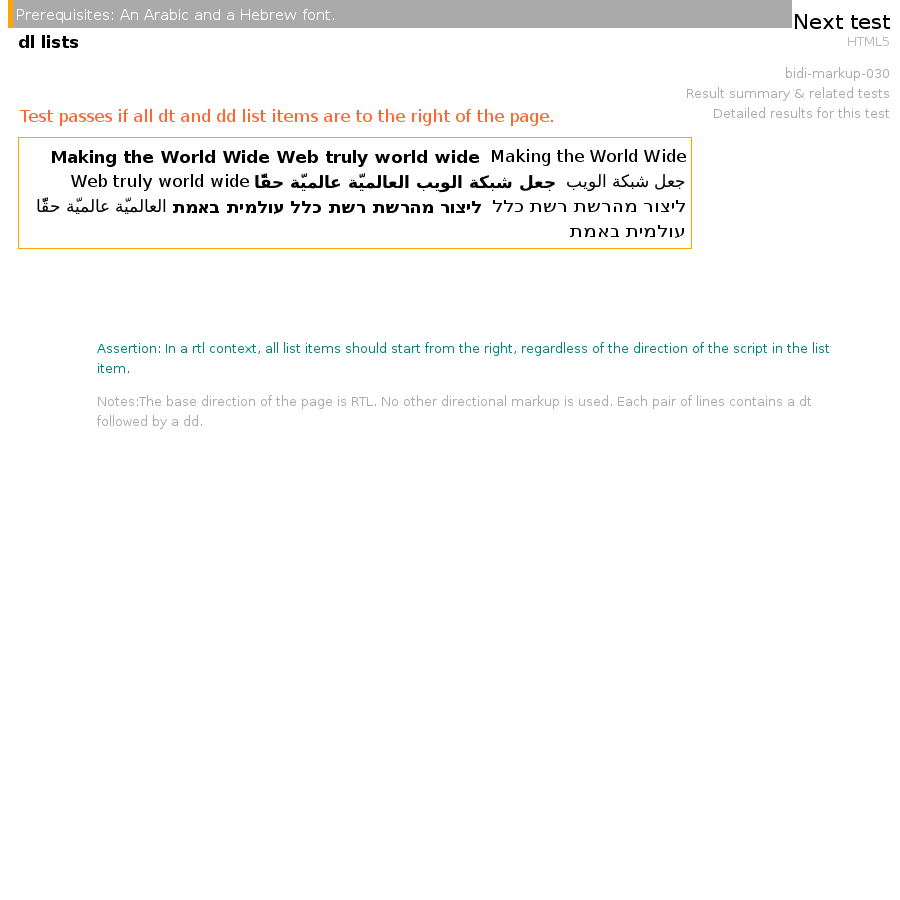 Prerequisites: An Arabic and a Hebrew font.
Next test
dl lists
HTML5
bidi-markup-030
Result summary & related tests
Detailed results for this test
Test passes if all dt and dd list items are to the right of the page.
Making the World Wide Web truly world wide Making the World Wide
Web truly world wide جعل شبكة الويب العالميّة عالميّة حقًّا جعل شبكة الويب
العالميّة عالميّة حقًّا ליצור מהרשת רשת כלל עולמית באמת ליצור מהרשת רשת כלל
עולמית באמת
Assertion: In a rtl context, all list items should start from the right, regardless of the direction of the script in the list
item.
Notes:The base direction of the page is RTL. No other directional markup is used. Each pair of lines contains a dt
followed by a dd.